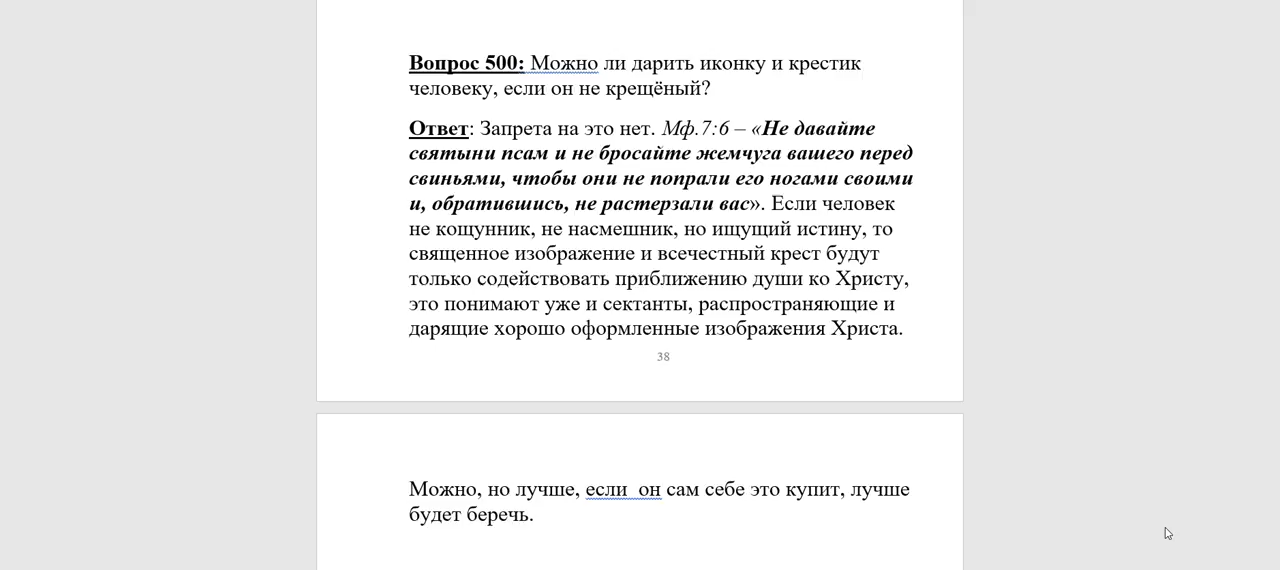 Вопрос 500: Можно ли дарить иконку и крестик
человеку, если он не крещёный?
Ответ: Запрета на это нет. Мф.7:6 – «Не давайте
святыни псам и не бросайте жемчуга вашего перед
свиньями, чтобы они не попрали его ногами своими
и, обратившись, не растерзали вас». Если человек
не кощунник, не насмешник, но ищущий истину, то
священное изображение и всечестный крест будут
только содействовать приближению души ко Христу,
это понимают уже и сектанты, распространяющие и
дарящие хорошо оформленные изображения Христа.
38
Можно, но лучше, если  он сам себе это купит, лучше
будет беречь.